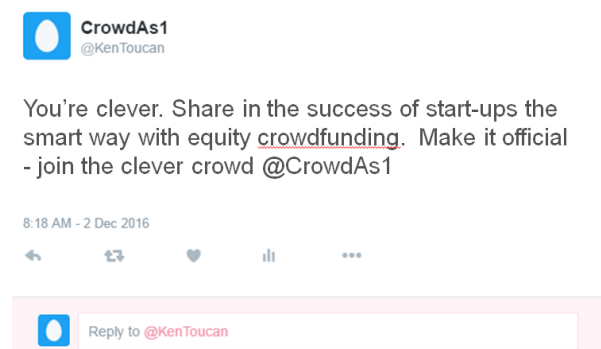 CrowdAs1
@KenToucan
You’re clever. Share in the success of start-ups the
smart way with equity crowdfunding.  Make it official
- join the clever crowd @CrowdAs1
8:18 AM - 2 Dec 2016
Reply to @KenToucan